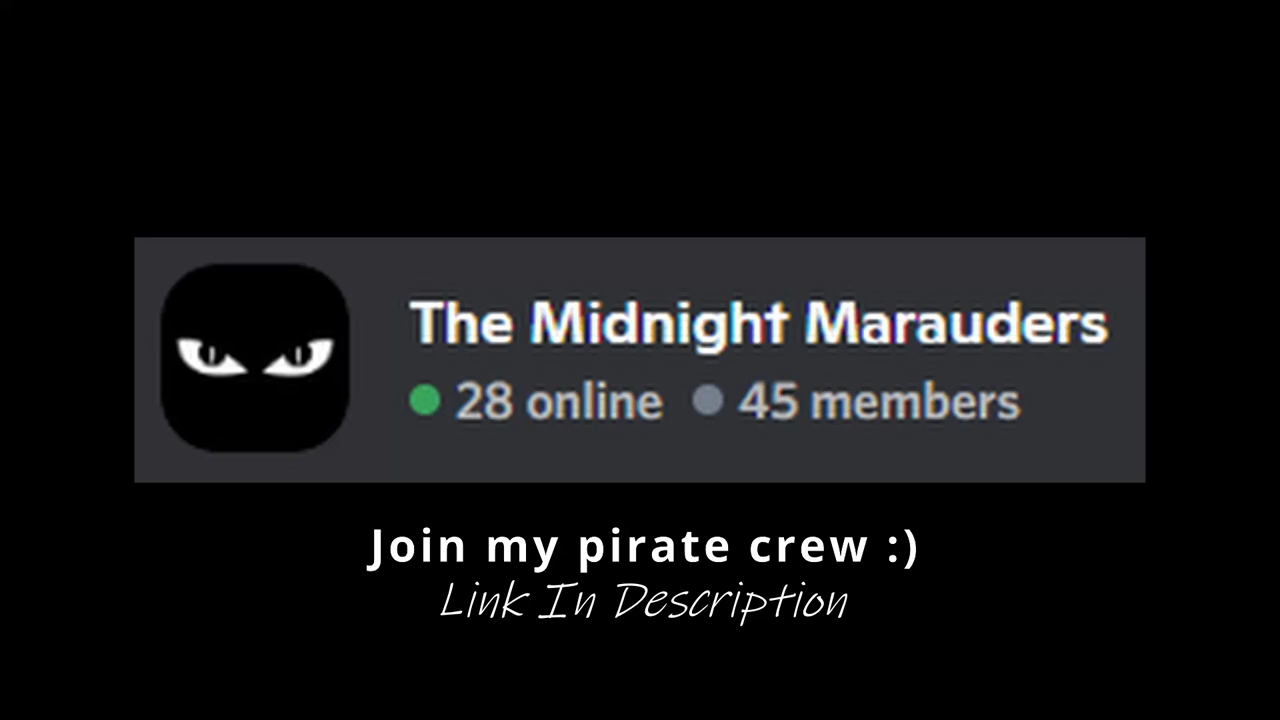 The Midnight Marauders
28 online 45 members
Join my pirate crew :)
Link In Description